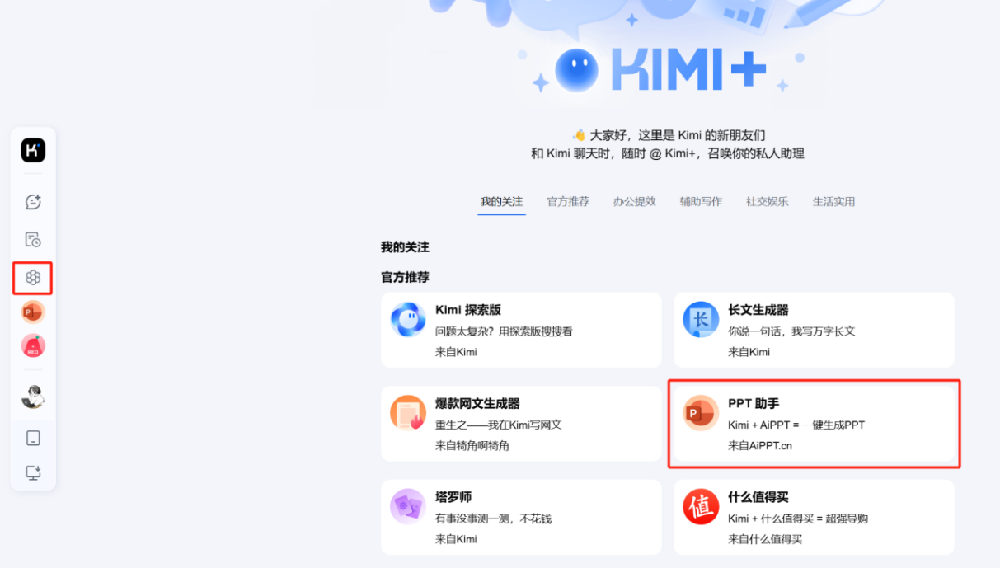 KIMI+
👋 大家好，这里是 Kimi 的新朋友们
和 Kimi 聊天时，随时 @ Kimi+，召唤你的私人助理
我的关注 官方推荐 办公提效 辅助写作 社交娱乐 生活实用
我的关注
官方推荐
Kimi 探索版
问题太复杂？用探索版搜搜看
来自Kimi
长
长文生成器
你说一句话，我写万字长文
来自Kimi
爆款网文生成器
重生之——我在Kimi写网文
来自犄角啊犄角
P
PPT 助手
Kimi + AiPPT = 一键生成PPT
来自AiPPT.cn
塔罗师
有事没事测一测，不花钱
来自Kimi
值
什么值得买
Kimi + 什么值得买 = 超强导购
来自什么值得买
K
P
RED